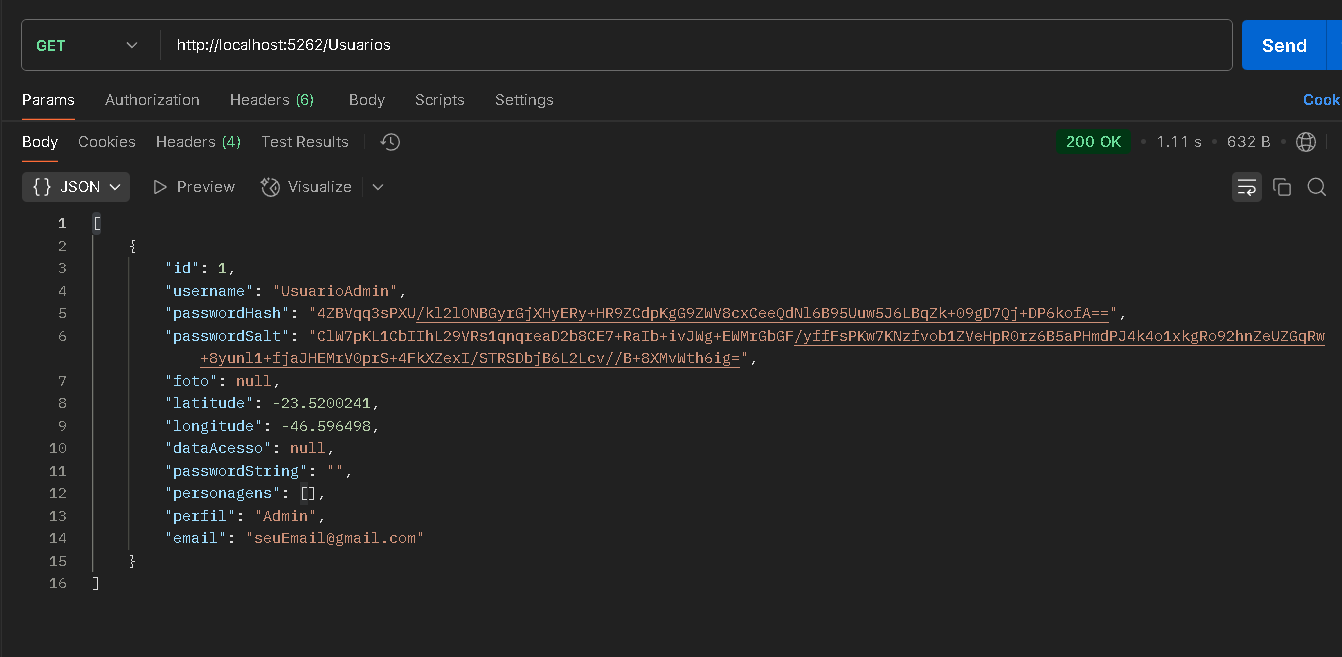 GET http://localhost:5262/Usuarios Send
Params Authorization Headers (6) Body Scripts Settings Cook
Body Cookies Headers (4) Test Results 200 OK • 1.11 s • 632 B •
{} JSON Preview Visualize
1 [
2 {
3 "id": 1,
4 "username": "UsuarioAdmin",
5 "passwordHash": "4ZBVqq3sPXU/kl2lONBGyrGjXHyERy+HR9ZCdpKgG9ZWV8cxCeeQdNl6B95Uuw5J6LBqZk+09gD7Qj+DP6kofA==",
6 "passwordSalt": "ClW7pKL1CbIIhL29VRs1qnqreaD2b8CE7+RaIb+ivJWg+EWMrGbGF/yffFsPKw7KNzfvob1ZVeHpR0rz6B5aPHmdPJ4k4o1xkgRo92hnZeUZGqRw
+8yunl1+fjaJHEMrV0prS+4FkXZexI/STRSDbjB6L2Lcv//B+8XMvWth6ig=",
7 "foto": null,
8 "latitude": -23.5200241,
9 "longitude": -46.596498,
10 "dataAcesso": null,
11 "passwordString": "",
12 "personagens": [],
13 "perfil": "Admin",
14 "email": "seuEmail@gmail.com"
15 }
16 ]